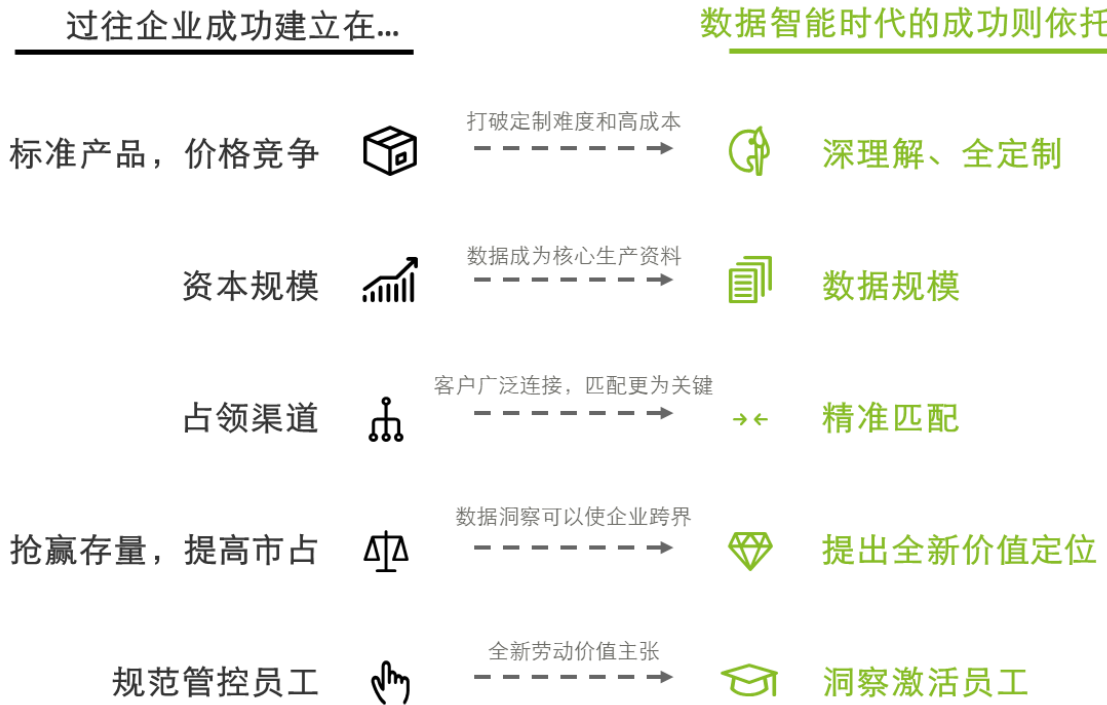 过往企业成功建立在...
数据智能时代的成功则依托
标准产品，价格竞争
打破定制难度和高成本
深理解、全定制
资本规模
数据成为核心生产资料
数据规模
占领渠道
客户广泛连接，匹配更为关键
精准匹配
抢赢存量，提高市占
数据洞察可以使企业跨界
提出全新价值定位
规范管控员工
全新劳动价值主张
洞察激活员工